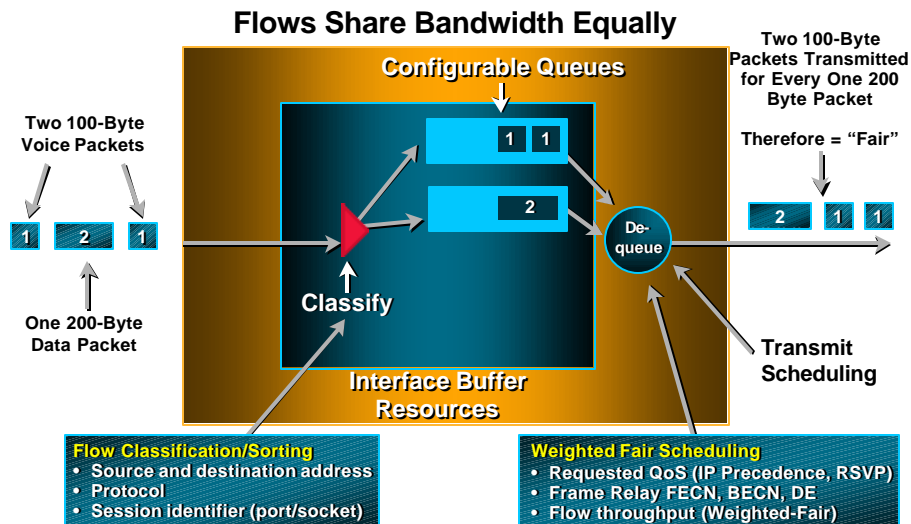 Flows Share Bandwidth Equally
Two 100-Byte
Packets Transmitted
for Every One 200
Byte Packet
Therefore = “Fair”
Configurable Queues
Two 100-Byte
Voice Packets
1
1
2
1
2
1
2
1
1
De-
queue
Classify
One 200-Byte
Data Packet
Transmit
Scheduling
Interface Buffer
Resources
Flow Classification/Sorting
• Source and destination address
• Protocol
• Session identifier (port/socket)
Weighted Fair Scheduling
• Requested QoS (IP Precedence, RSVP)
• Frame Relay FECN, BECN, DE
• Flow throughput (Weighted-Fair)